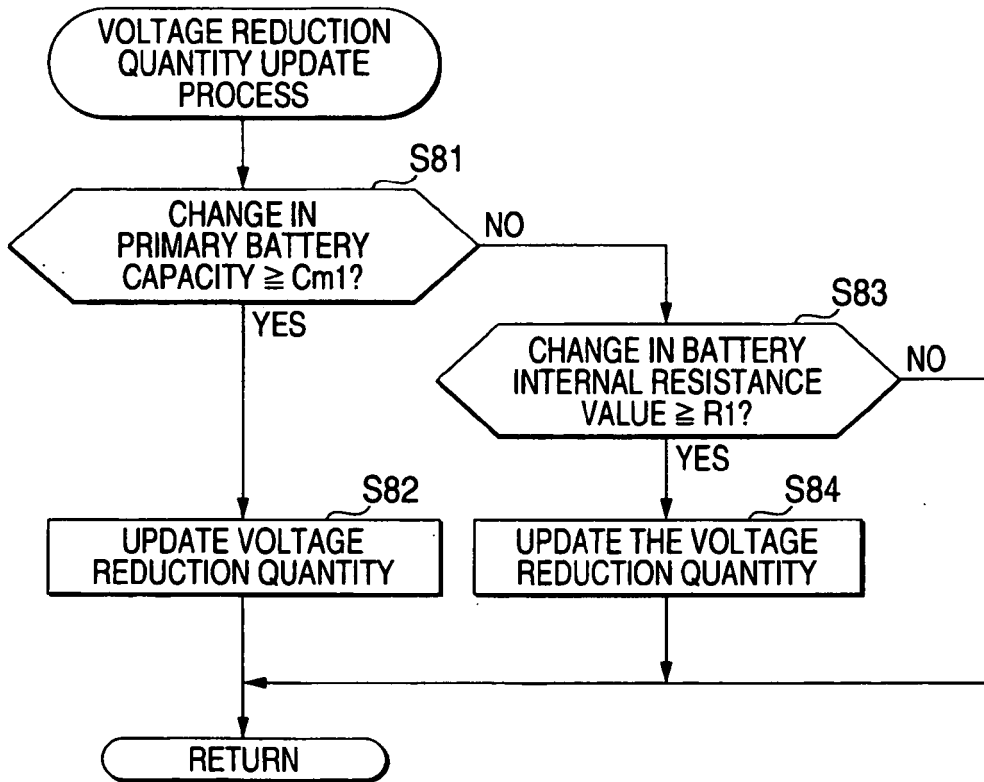 VOLTAGE REDUCTION
QUANTITY UPDATE
PROCESS
S81
CHANGE IN
PRIMARY BATTERY
CAPACITY ≧ Cm1?
NO
YES
S83
CHANGE IN BATTERY
INTERNAL RESISTANCE
VALUE ≧ R1?
NO
YES
S82
UPDATE VOLTAGE
REDUCTION QUANTITY
S84
UPDATE THE VOLTAGE
REDUCTION QUANTITY
RETURN